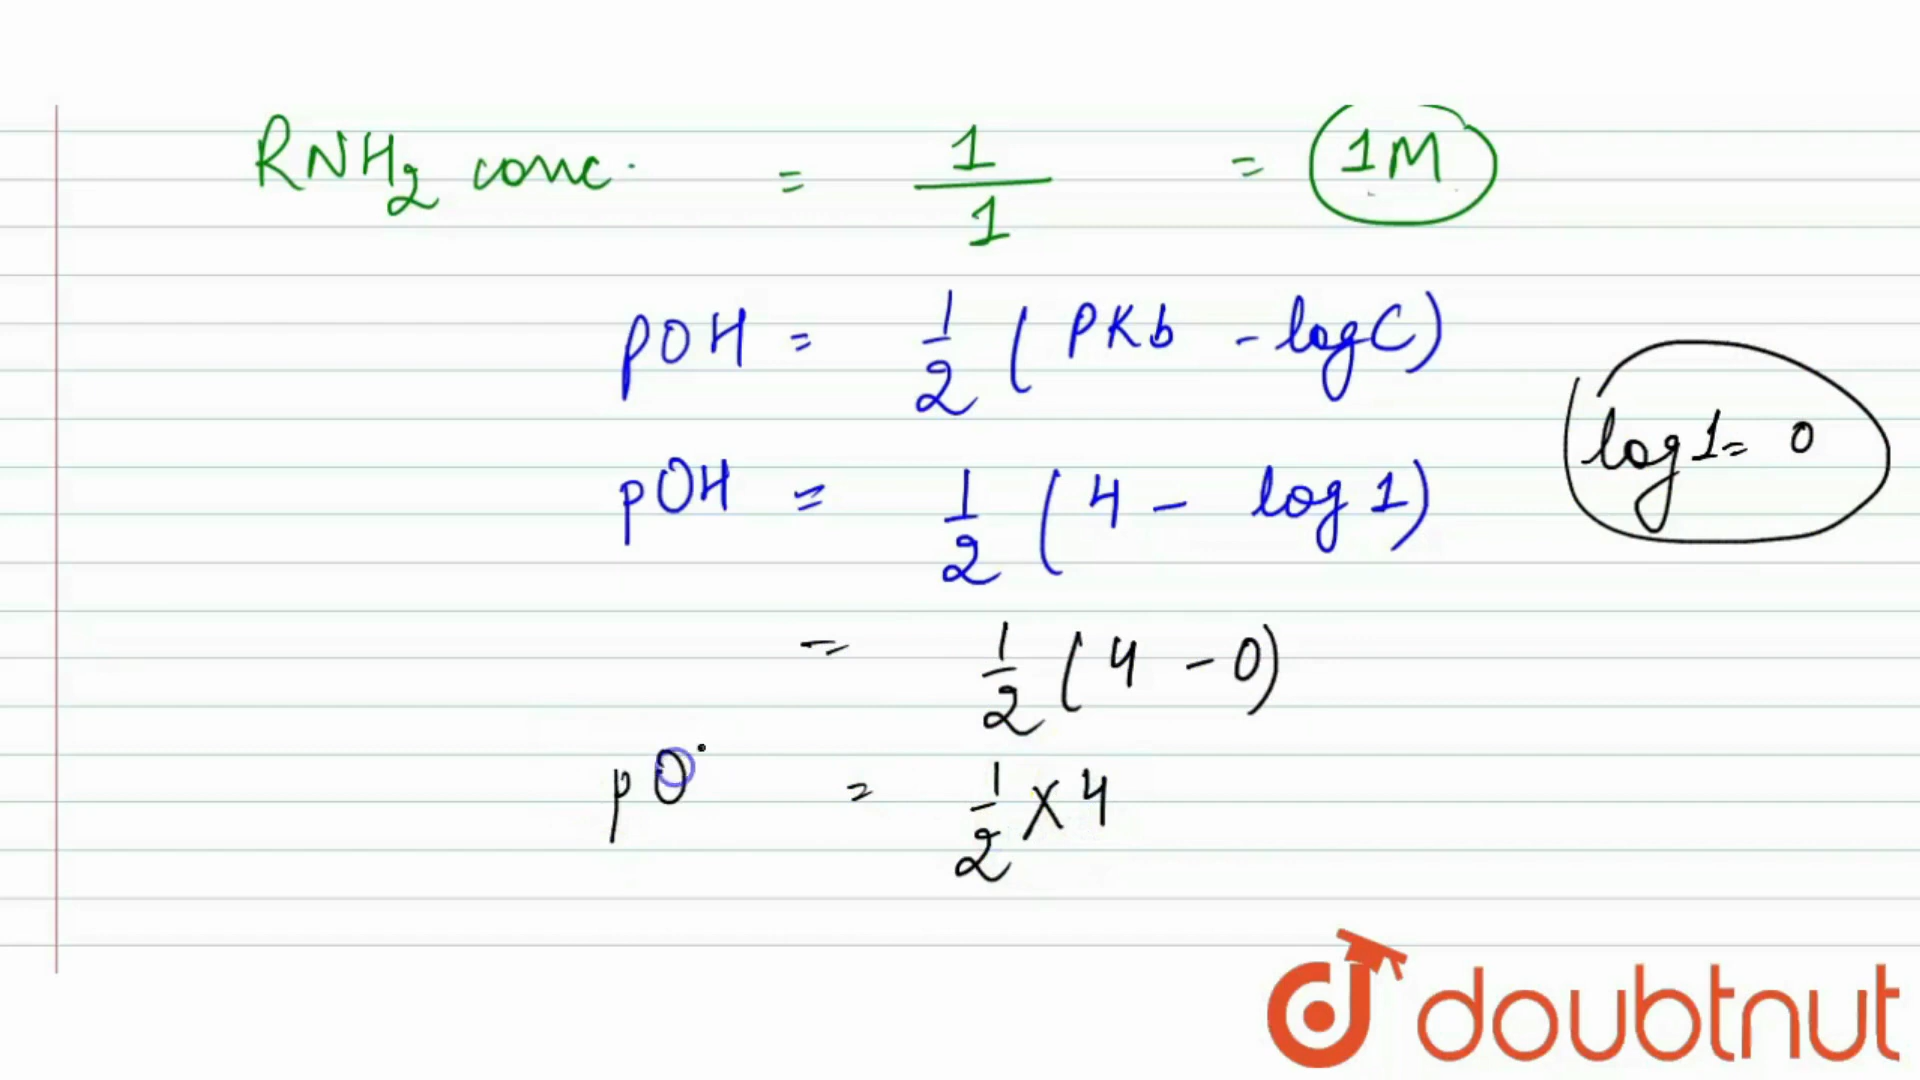 RNH₂ conc. = 1/1 = 1M
pOH = 1/2 (PKb - logC)
log1= 0
pOH = 1/2 (4 - log 1)
= 1/2 (4 - 0)
pO = 1/2 X 4
doubtnut